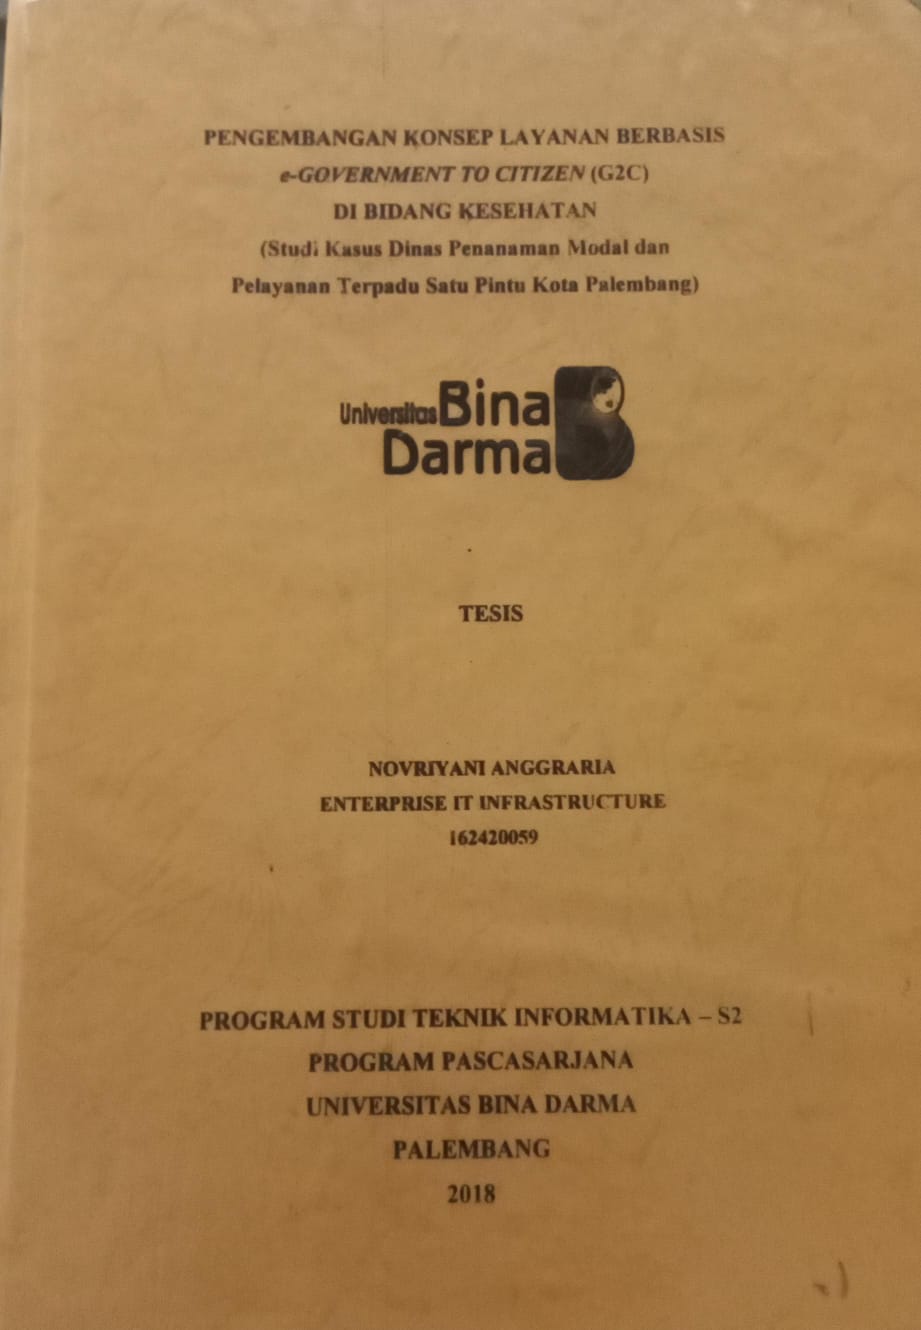 PENGEMBANGAN KONSEP LAYANAN BERBASIS
e-GOVERNMENT TO CITIZEN (G2C)
DI BIDANG KESEHATAN
(Studi Kasus Dinas Penanaman Modal dan
Pelayanan Terpadu Satu Pintu Kota Palembang)
Universitas Bina
Darma
TESIS
NOVRIYANI ANGGRARIA
ENTERPRISE IT INFRASTRUCTURE
162420059
PROGRAM STUDI TEKNIK INFORMATIKA – S2
PROGRAM PASCASARJANA
UNIVERSITAS BINA DARMA
PALEMBANG
2018